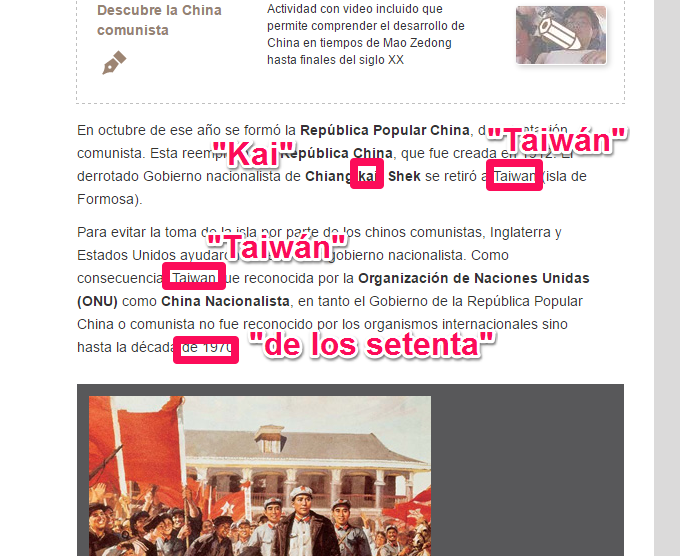 Descubre la China
comunista
Actividad con video incluido que
permite comprender el desarrollo de
China en tiempos de Mao Zedong
hasta finales del siglo XX
En octubre de ese año se formó la República Popular China, de
"Taiwán"
comunista. Esta
"Kai"
República China, que fue creada en 1912. El
derrotado Gobierno nacionalista de Chiang kai Shek se retiró a Taiwan (isla de
Formosa).
Para evitar la toma de la isla por parte de los chinos comunistas, Inglaterra y
"Taiwán"
Estados Unidos gobierno nacionalista. Como
consecuencia, Taiwan fue reconocida por la Organización de Naciones Unidas
(ONU) como China Nacionalista, en tanto el Gobierno de la República Popular
China o comunista no fue reconocido por los organismos internacionales sino
hasta la década de 1970
"de los setenta"